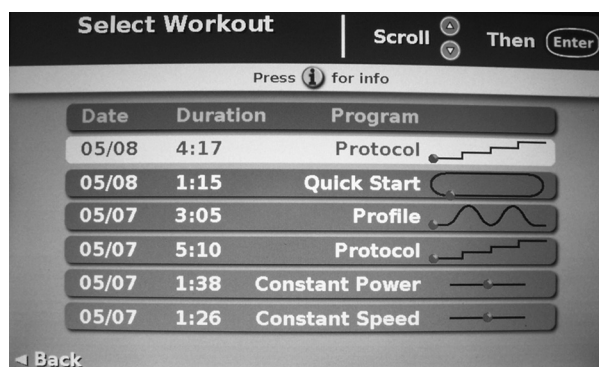 Select Workout
Scroll Then Enter
Press i for info
Date Duration Program
05/08 4:17 Protocol
05/08 1:15 Quick Start
05/07 3:05 Profile
05/07 5:10 Protocol
05/07 1:38 Constant Power
05/07 1:26 Constant Speed
Back